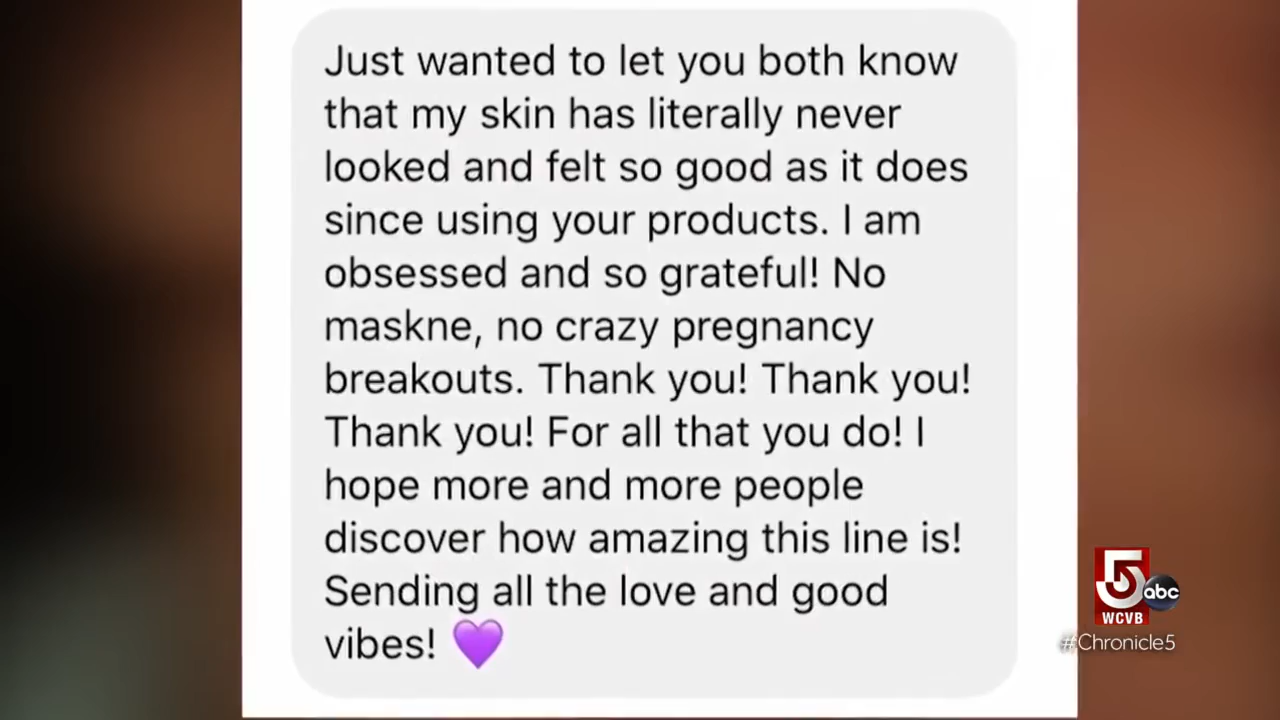 Just wanted to let you both know
that my skin has literally never
looked and felt so good as it does
since using your products. I am
obsessed and so grateful! No
maskne, no crazy pregnancy
breakouts. Thank you! Thank you!
Thank you! For all that you do! I
hope more and more people
discover how amazing this line is!
Sending all the love and good
vibes! 💜
5 abc
WCVB
#Chronicle5